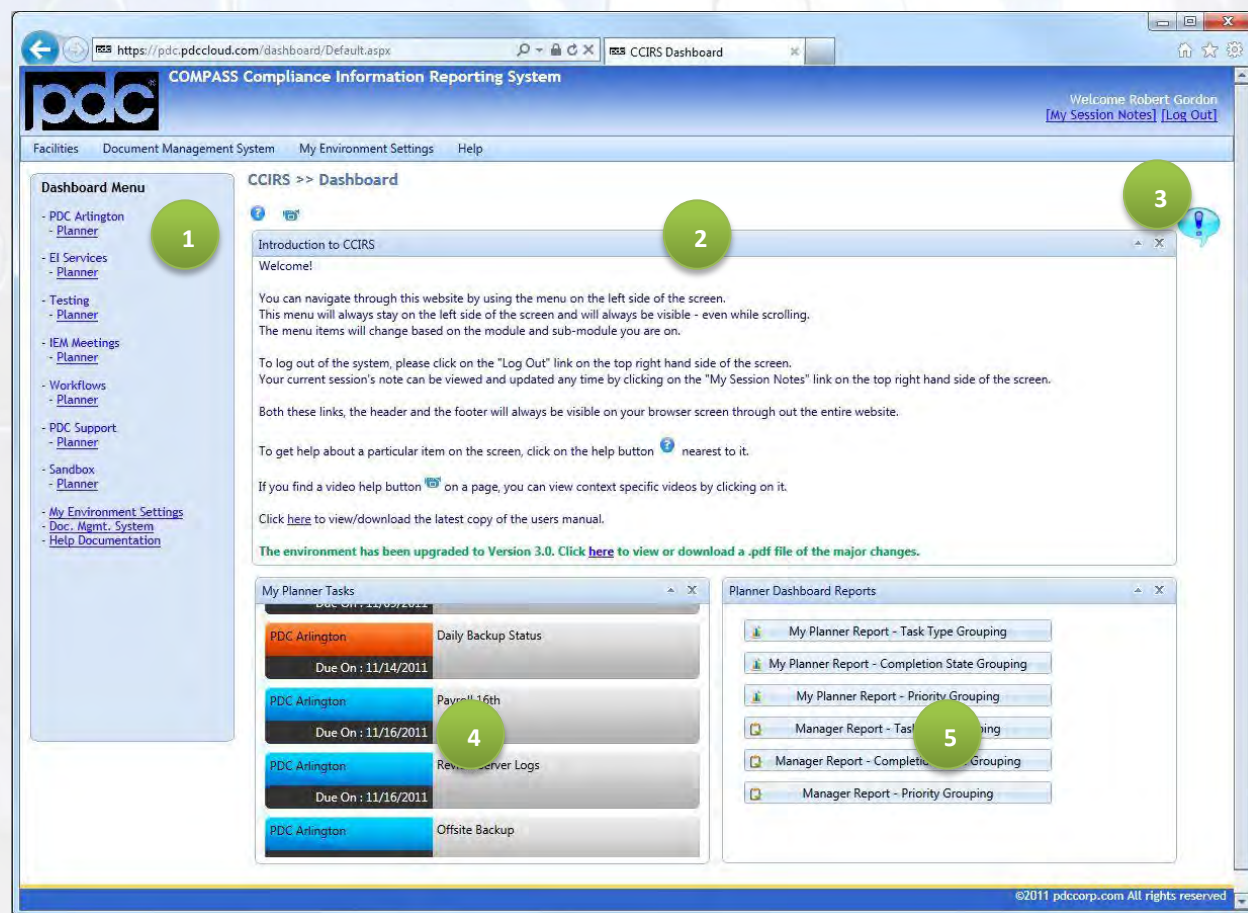 https://pdc.pdccloud.com/dashboard/Default.aspx
CCIRS Dashboard
pdc
COMPASS Compliance Information Reporting System
Welcome Robert Gordon
[My Session Notes] [Log Out]
Facilities Document Management System My Environment Settings Help
Dashboard Menu
- PDC Arlington
- Planner
- EI Services
- Planner
- Testing
- Planner
- IEM Meetings
- Planner
- Workflows
- Planner
- PDC Support
- Planner
- Sandbox
- Planner
- My Environment Settings
- Doc. Mgmt. System
- Help Documentation
1
CCIRS >> Dashboard
2
3
Introduction to CCIRS
Welcome!
You can navigate through this website by using the menu on the left side of the screen.
This menu will always stay on the left side of the screen and will always be visible - even while scrolling.
The menu items will change based on the module and sub-module you are on.
To log out of the system, please click on the "Log Out" link on the top right hand side of the screen.
Your current session's note can be viewed and updated any time by clicking on the "My Session Notes" link on the top right hand side of the screen.
Both these links, the header and the footer will always be visible on your browser screen through out the entire website.
To get help about a particular item on the screen, click on the help button ? nearest to it.
If you find a video help button on a page, you can view context specific videos by clicking on it.
Click here to view/download the latest copy of the users manual.
The environment has been upgraded to Version 3.0. Click here to view or download a .pdf file of the major changes.
My Planner Tasks
PDC Arlington Daily Backup Status
Due On : 11/14/2011
PDC Arlington 16th
Due On : 11/16/2011
4
PDC Arlington Server Logs
Due On : 11/16/2011
PDC Arlington Offsite Backup
Planner Dashboard Reports
My Planner Report - Task Type Grouping
My Planner Report - Completion State Grouping
My Planner Report - Priority Grouping
Manager Report -
5
Manager Report - Grouping
Manager Report - Priority Grouping
©2011 pdccorp.com All rights reserved